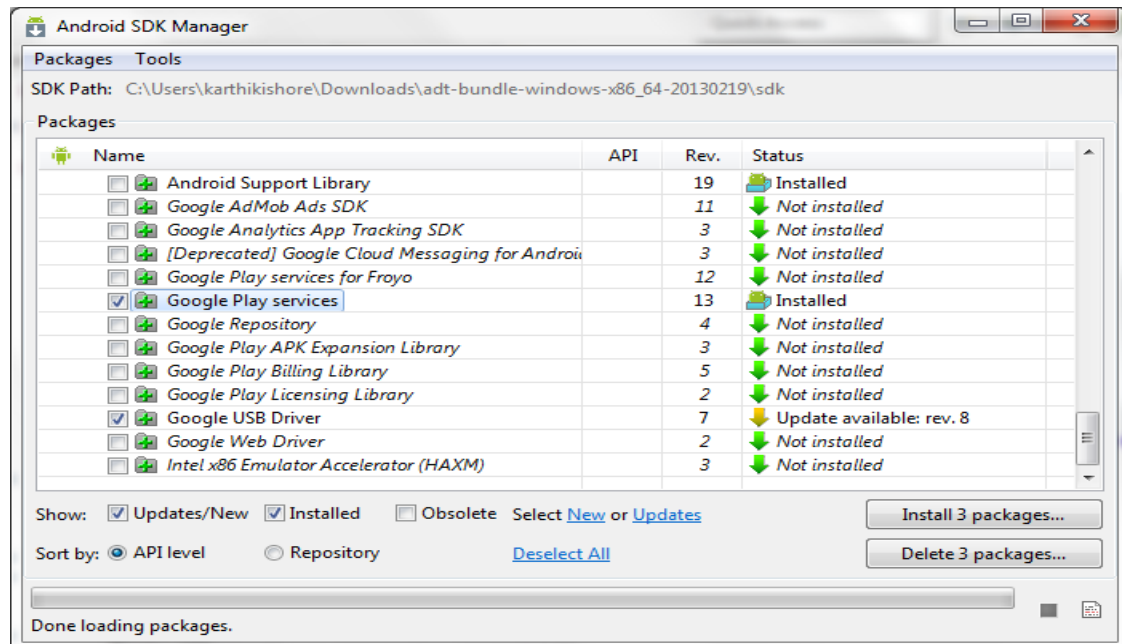 Android SDK Manager
Packages Tools
SDK Path: C:\Users\karthikishore\Downloads\adt-bundle-windows-x86_64-20130219\sdk
Packages
Name API Rev. Status
Android Support Library 19 Installed
Google AdMob Ads SDK 11 Not installed
Google Analytics App Tracking SDK 3 Not installed
[Deprecated] Google Cloud Messaging for Android 3 Not installed
Google Play services for Froyo 12 Not installed
Google Play services 13 Installed
Google Repository 4 Not installed
Google Play APK Expansion Library 3 Not installed
Google Play Billing Library 5 Not installed
Google Play Licensing Library 2 Not installed
Google USB Driver 7 Update available: rev. 8
Google Web Driver 2 Not installed
Intel x86 Emulator Accelerator (HAXM) 3 Not installed
Show: Updates/New Installed Obsolete Select New or Updates Install 3 packages...
Sort by: API level Repository Deselect All Delete 3 packages...
Done loading packages.